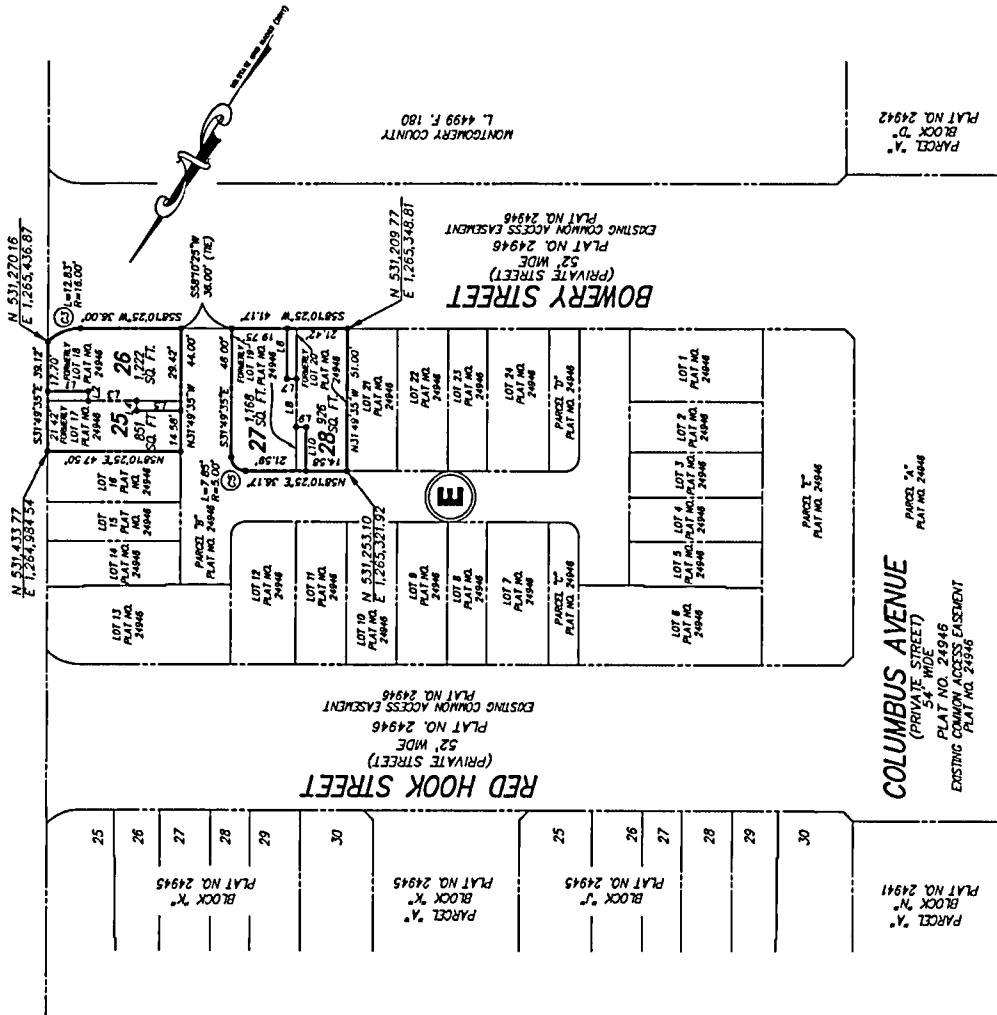 N 531,270.16
E 1,265,436.87
N 531,433.77
E 1,264,984.54
S31°49'35"E 39.12'
21.42'
17.70'
L=12.83'
R=16.00'
FORMERLY
LOT 17
PLAT NO.
24946
25
851
SQ. FT.
FORMERLY
LOT 18
PLAT NO.
24946
26
1,222
SQ. FT.
L3
L5
14.58'
29.42'
N58°10'25"E 47.50'
S58°10'25"W 36.00'
N31°49'35"W
44.00'
S58°10'25"W
36.00' (TIE)
S31°49'35"E
48.00'
L=7.85'
R=5.00'
FORMERLY
LOT 19
PLAT NO.
24946
27
1,168
SQ. FT.
19.75
L6
L7
L8
L9
L10
21.59'
FORMERLY
LOT 20
PLAT NO.
24946
28
926
SQ. FT.
14.58
21.42'
N58°10'25"E 36.17'
S58°10'25"W 41.17'
N31°49'35"W 51.00'
N 531,209.77
E 1,265,348.81
N 531,253.10
E 1,265,321.92
MONTGOMERY COUNTY
L. 4499 F. 180
PARCEL "A"
BLOCK "D"
PLAT NO. 24942
BOWERY STREET
(PRIVATE STREET)
52' WIDE
PLAT NO. 24946
EXISTING COMMON ACCESS EASEMENT
PLAT NO. 24946
LOT 16
PLAT
NO.
24946
LOT
15
PLAT
NO.
24946
LOT 14
PLAT NO.
24946
LOT 13
PLAT NO.
24946
PARCEL "B"
PLAT NO.
24946
LOT 12
PLAT NO.
24946
LOT 11
PLAT NO.
24946
LOT 10
PLAT NO.
24946
LOT 9
PLAT NO.
24946
LOT 8
PLAT NO.
24946
LOT 7
PLAT NO.
24946
LOT 21
PLAT NO.
24946
LOT 22
PLAT NO.
24946
LOT 23
PLAT NO.
24946
LOT 24
PLAT NO.
24946
PARCEL "D"
PLAT NO.
24946
PLAT NO.
24946
E
LOT 1
PLAT NO.
24946
LOT 2
PLAT NO.
24946
LOT 3
PLAT NO.
24946
LOT 4
PLAT NO.
24946
LOT 5
PLAT NO.
24946
LOT 6
PLAT NO.
24946
PARCEL "E"
PLAT NO.
24946
PARCEL "A"
PLAT NO. 24946
RED HOOK STREET
(PRIVATE STREET)
52' WIDE
PLAT NO. 24946
EXISTING COMMON ACCESS EASEMENT
PLAT NO. 24946
COLUMBUS AVENUE
(PRIVATE STREET)
54' WIDE
PLAT NO. 24946
EXISTING COMMON ACCESS EASEMENT
PLAT NO. 24946
25
26
27
28
29
30
BLOCK "K"
PLAT NO. 24945
PARCEL "A"
BLOCK "K"
PLAT NO. 24945
25
26
27
28
29
30
BLOCK "J"
PLAT NO. 24945
PARCEL "A"
BLOCK "N"
PLAT NO. 24941